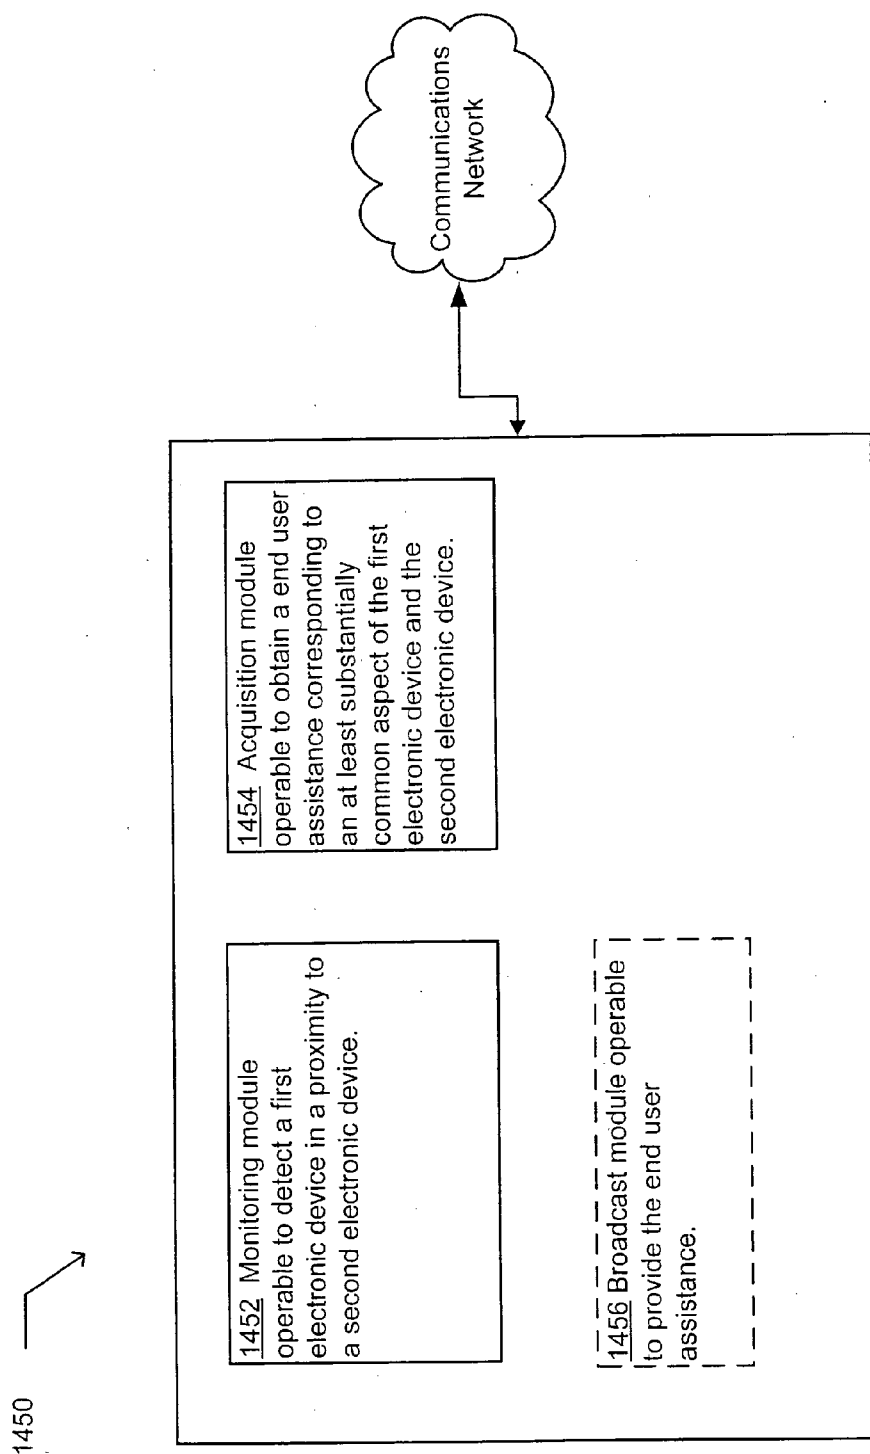 1450
1452 Monitoring module
operable to detect a first
electronic device in a proximity to
a second electronic device.
1454 Acquisition module
operable to obtain a end user
assistance corresponding to
an at least substantially
common aspect of the first
electronic device and the
second electronic device.
1456 Broadcast module operable
to provide the end user
assistance.
Communications
Network